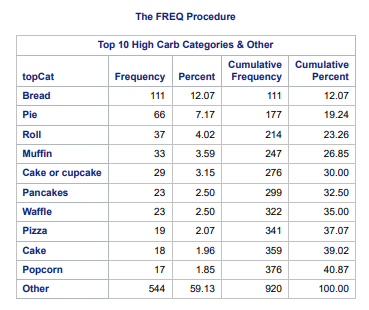 The FREQ Procedure
Top 10 High Carb Categories & Other
topCat Frequency Percent Cumulative Frequency Cumulative Percent
Bread 111 12.07 111 12.07
Pie 66 7.17 177 19.24
Roll 37 4.02 214 23.26
Muffin 33 3.59 247 26.85
Cake or cupcake 29 3.15 276 30.00
Pancakes 23 2.50 299 32.50
Waffle 23 2.50 322 35.00
Pizza 19 2.07 341 37.07
Cake 18 1.96 359 39.02
Popcorn 17 1.85 376 40.87
Other 544 59.13 920 100.00